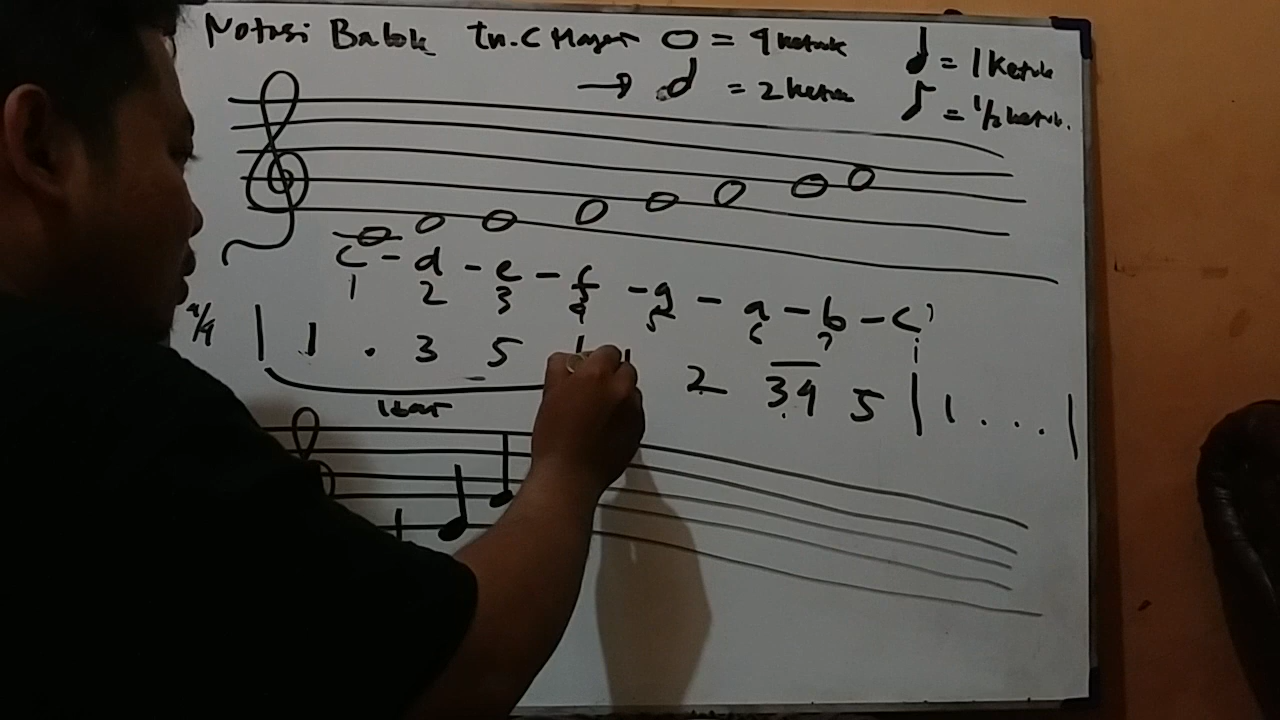 Notasi Balok tn. C Mayor = 4 ketuk = 1 Ketuk
→ = 2 ketuk = 1/2 ketuk.
c - d - e - f - g - a - b - c'
1 2 3 4 5 6 7 i
4/4 | 1 . 3 5 2 34 5 | 1 . . . |
1 bar